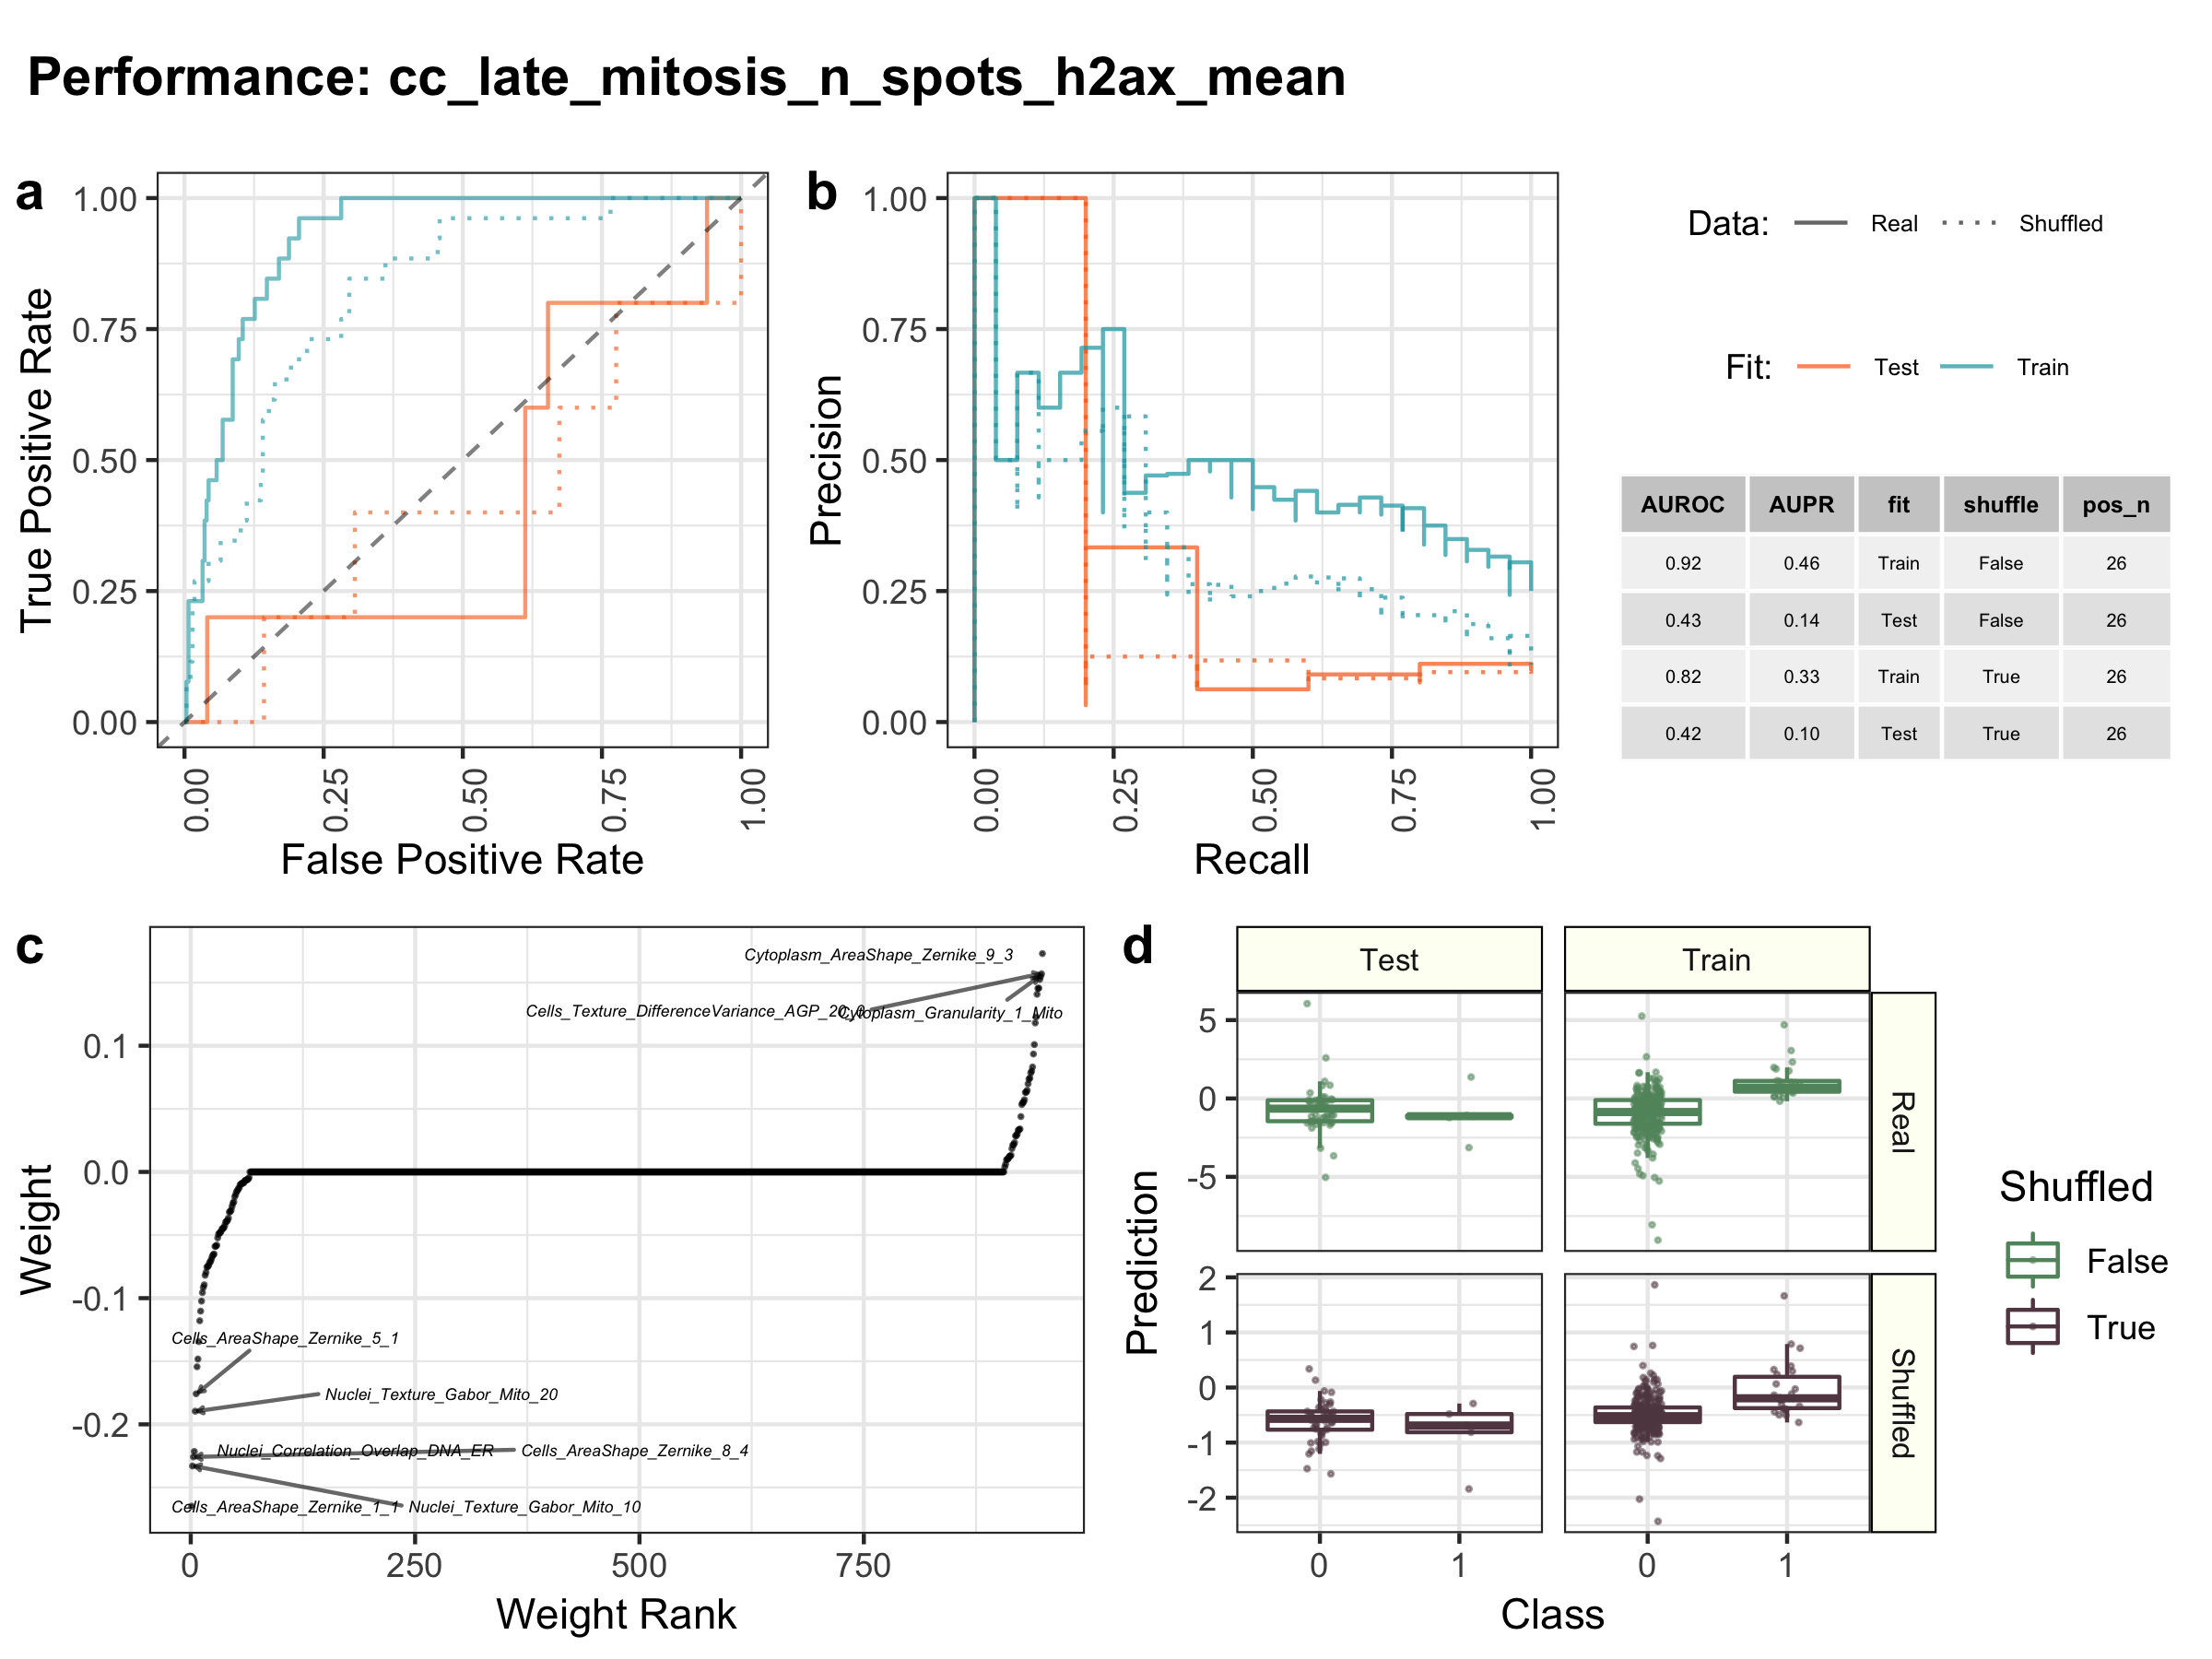 Performance: cc_late_mitosis_n_spots_h2ax_mean
a
True Positive Rate
1.00
0.75
0.50
0.25
0.00
0.00 0.25 0.50 0.75 1.00
False Positive Rate
b
Precision
1.00
0.75
0.50
0.25
0.00
0.00 0.25 0.50 0.75 1.00
Recall
Data: Real Shuffled
Fit: Test Train
AUROC AUPR fit shuffle pos_n
0.92 0.46 Train False 26
0.43 0.14 Test False 26
0.82 0.33 Train True 26
0.42 0.10 Test True 26
c
Weight
0.1
0.0
-0.1
-0.2
Cytoplasm_AreaShape_Zernike_9_3
Cells_Texture_DifferenceVariance_AGP_20_0
Cytoplasm_Granularity_1_Mito
Cells_AreaShape_Zernike_5_1
Nuclei_Texture_Gabor_Mito_20
Nuclei_Correlation_Overlap_DNA_ER
Cells_AreaShape_Zernike_8_4
Cells_AreaShape_Zernike_1_1
Nuclei_Texture_Gabor_Mito_10
0 250 500 750
Weight Rank
d
Test Train
Prediction
5
0
-5
Real
2
1
0
-1
-2
Shuffled
0 1 0 1
Class
Shuffled
False
True